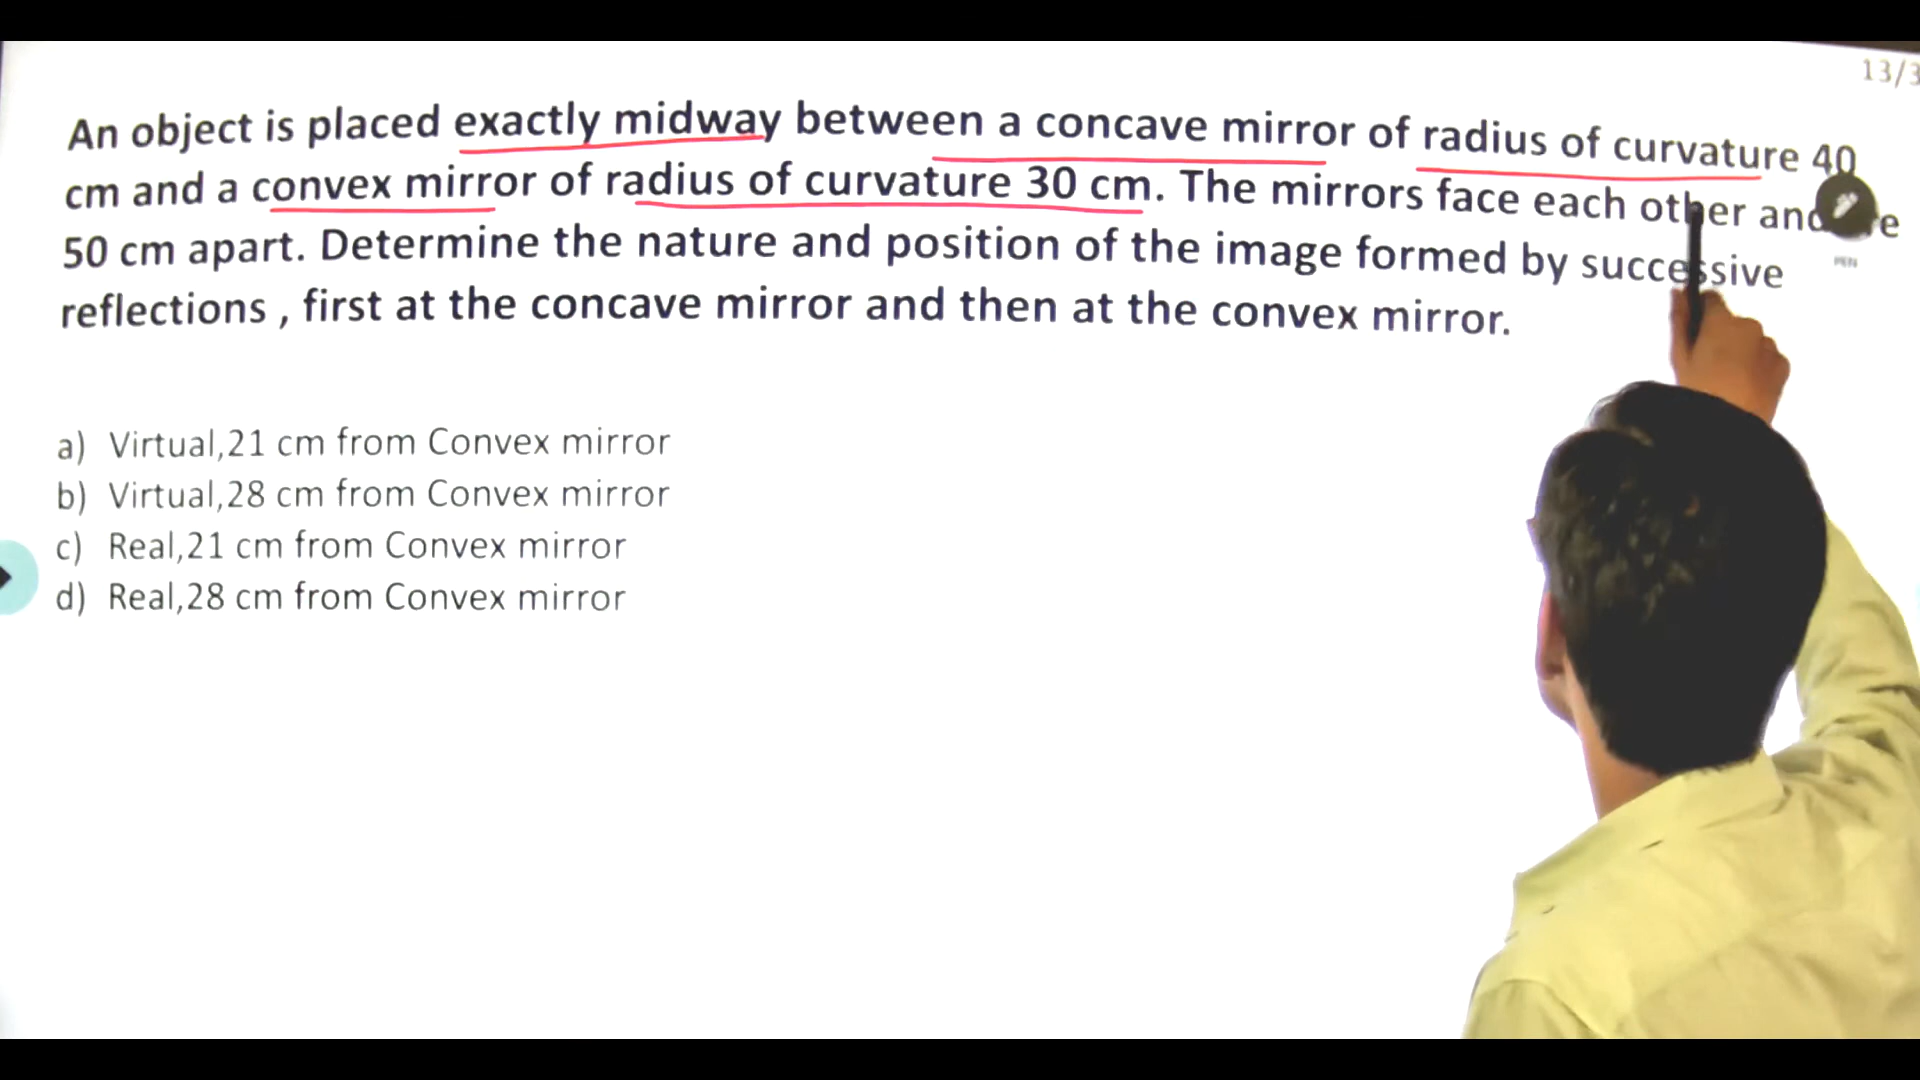 13/3
An object is placed exactly midway between a concave mirror of radius of curvature 40
cm and a convex mirror of radius of curvature 30 cm. The mirrors face each other and
50 cm apart. Determine the nature and position of the image formed by successive
reflections , first at the concave mirror and then at the convex mirror.
PEN
a) Virtual,21 cm from Convex mirror
b) Virtual,28 cm from Convex mirror
c) Real,21 cm from Convex mirror
d) Real,28 cm from Convex mirror